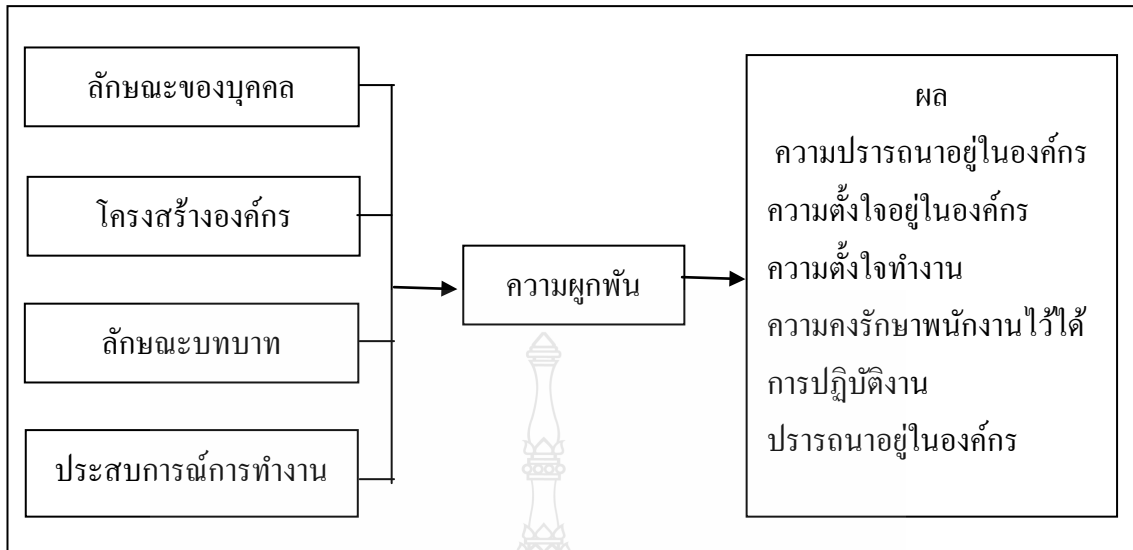 ลักษณะของบุคคล
โครงสร้างองค์กร
ลักษณะบทบาท
ประสบการณ์การทำงาน
ความผูกพัน
ผล
ความปรารถนาอยู่ในองค์กร
ความตั้งใจอยู่ในองค์กร
ความตั้งใจทำงาน
ความคงรักษาพนักงานไว้ได้
การปฏิบัติงาน
ปรารถนาอยู่ในองค์กร